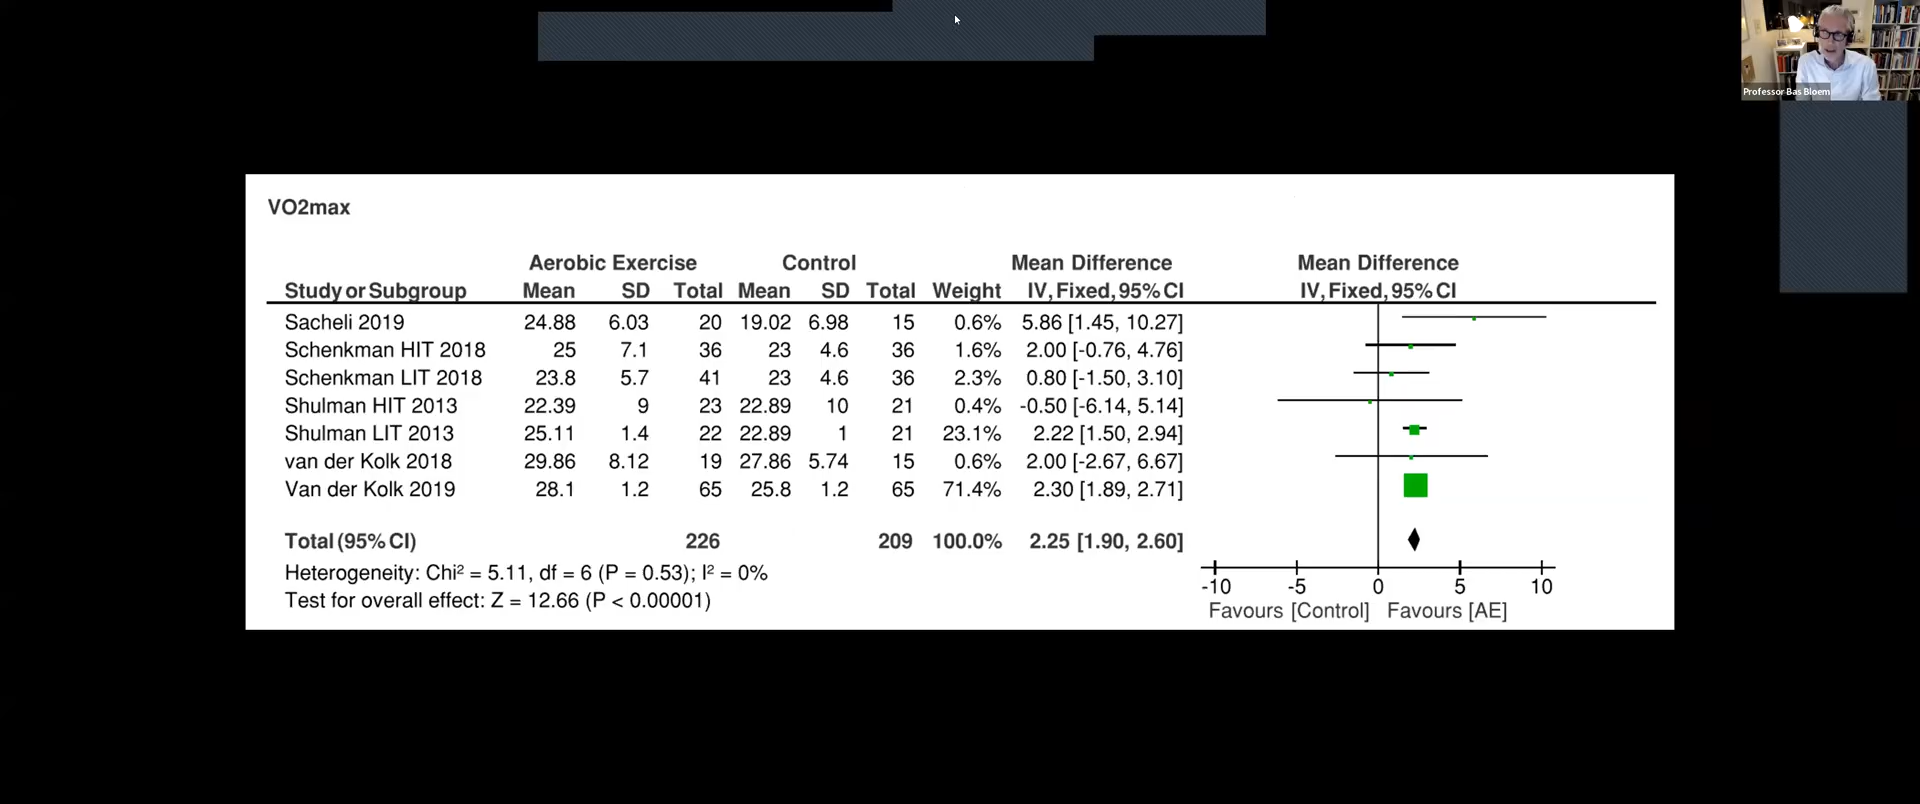 Professor Bas Bloem
VO2max
Aerobic Exercise Control Mean Difference Mean Difference
Study or Subgroup Mean SD Total Mean SD Total Weight IV, Fixed, 95% CI IV, Fixed, 95% CI
Sacheli 2019 24.88 6.03 20 19.02 6.98 15 0.6% 5.86 [1.45, 10.27]
Schenkman HIT 2018 25 7.1 36 23 4.6 36 1.6% 2.00 [-0.76, 4.76]
Schenkman LIT 2018 23.8 5.7 41 23 4.6 36 2.3% 0.80 [-1.50, 3.10]
Shulman HIT 2013 22.39 9 23 22.89 10 21 0.4% -0.50 [-6.14, 5.14]
Shulman LIT 2013 25.11 1.4 22 22.89 1 21 23.1% 2.22 [1.50, 2.94]
van der Kolk 2018 29.86 8.12 19 27.86 5.74 15 0.6% 2.00 [-2.67, 6.67]
Van der Kolk 2019 28.1 1.2 65 25.8 1.2 65 71.4% 2.30 [1.89, 2.71]
Total (95% CI) 226 209 100.0% 2.25 [1.90, 2.60]
Heterogeneity: Chi² = 5.11, df = 6 (P = 0.53); I² = 0%
Test for overall effect: Z = 12.66 (P < 0.00001)
-10 -5 0 5 10
Favours [Control] Favours [AE]